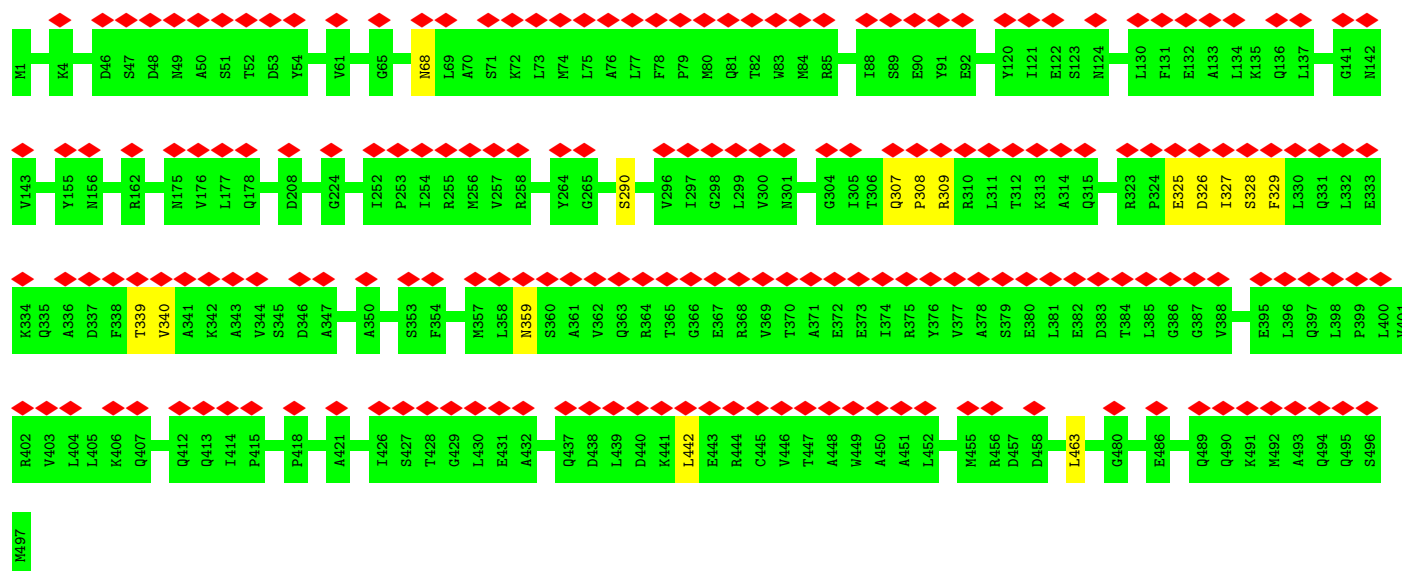 M1 K4 D46 S47 D48 N49 A50 S51 T52 D53 Y54 V61 G65 N68 L69 A70 S71 K72 L73 M74 L75 A76 L77 F78 P79 M80 Q81 T82 W83 M84 R85 I88 S89 E90 Y91 E92 Y120 I121 E122 S123 N124 L130 F131 E132 A133 L134 K135 Q136 L137 G141 N142
V143 Y155 N156 R162 N175 V176 L177 Q178 D208 G224 I252 P253 I254 R255 M256 V257 R258 Y264 G265 S290 V296 I297 G298 L299 V300 N301 G304 I305 T306 Q307 P308 R309 R310 L311 T312 K313 A314 Q315 R323 P324 E325 D326 I327 S328 F329 L330 Q331 L332 E333
K334 Q335 A336 D337 F338 T339 V340 A341 K342 A343 V344 S345 D346 A347 A350 S353 F354 M357 L358 N359 S360 A361 V362 Q363 R364 T365 G366 E367 R368 V369 T370 A371 E372 E373 I374 R375 Y376 V377 A378 S379 E380 L381 E382 D383 T384 L385 G386 G387 V388 E395 L396 Q397 L398 P399 L400 V401
R402 V403 L404 L405 K406 Q407 Q412 Q413 I414 P415 P418 A421 I426 S427 T428 G429 L430 E431 A432 Q437 D438 L439 D440 K441 L442 E443 R444 C445 V446 T447 A448 W449 A450 A451 L452 M455 R456 D457 D458 L463 G480 E486 Q489 Q490 K491 M492 A493 Q494 Q495 S496
M497